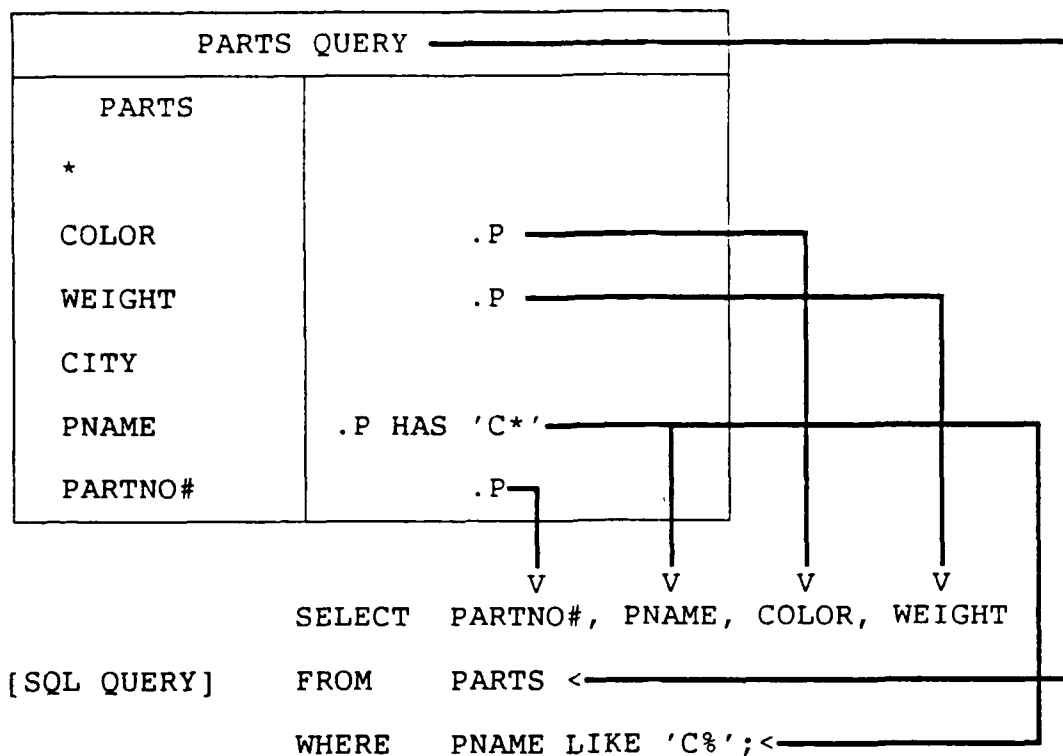 PARTS QUERY
PARTS
*
COLOR .P
WEIGHT .P
CITY
PNAME .P HAS 'C*'
PARTNO# .P
V V V V
SELECT PARTNO#, PNAME, COLOR, WEIGHT
[SQL QUERY] FROM PARTS <
WHERE PNAME LIKE 'C%';<